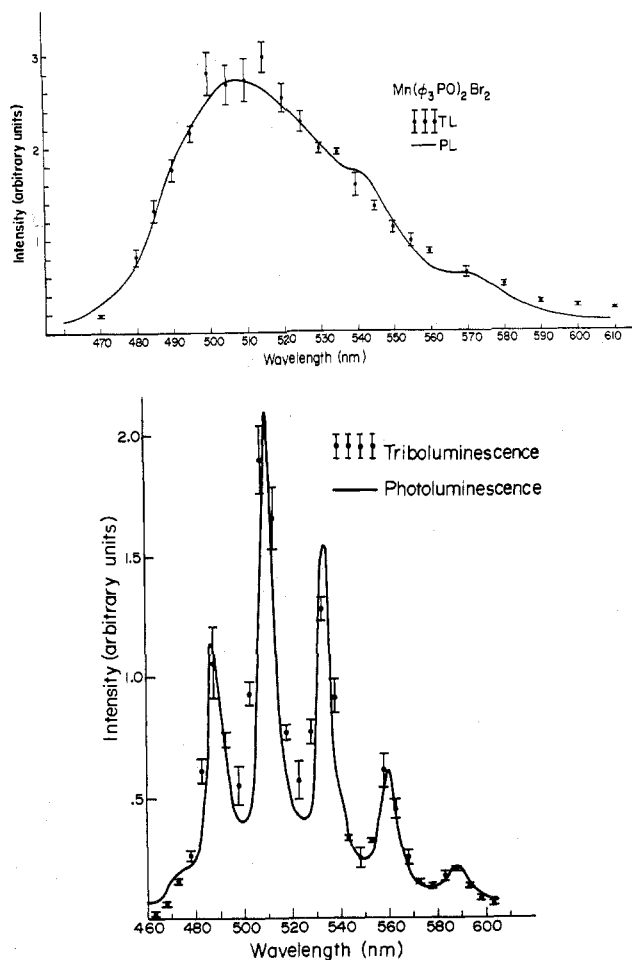 3
Mn(ϕ₃PO)₂Br₂
TL
2
PL
1
Intensity (arbitrary units)
470 480 490 500 510 520 530 540 550 560 570 580 590 600 610
Wavelength (nm)
2.0
Triboluminescence
Photoluminescence
1.5
1.0
.5
Intensity (arbitrary units)
460 480 500 520 540 560 580 600
Wavelength (nm)